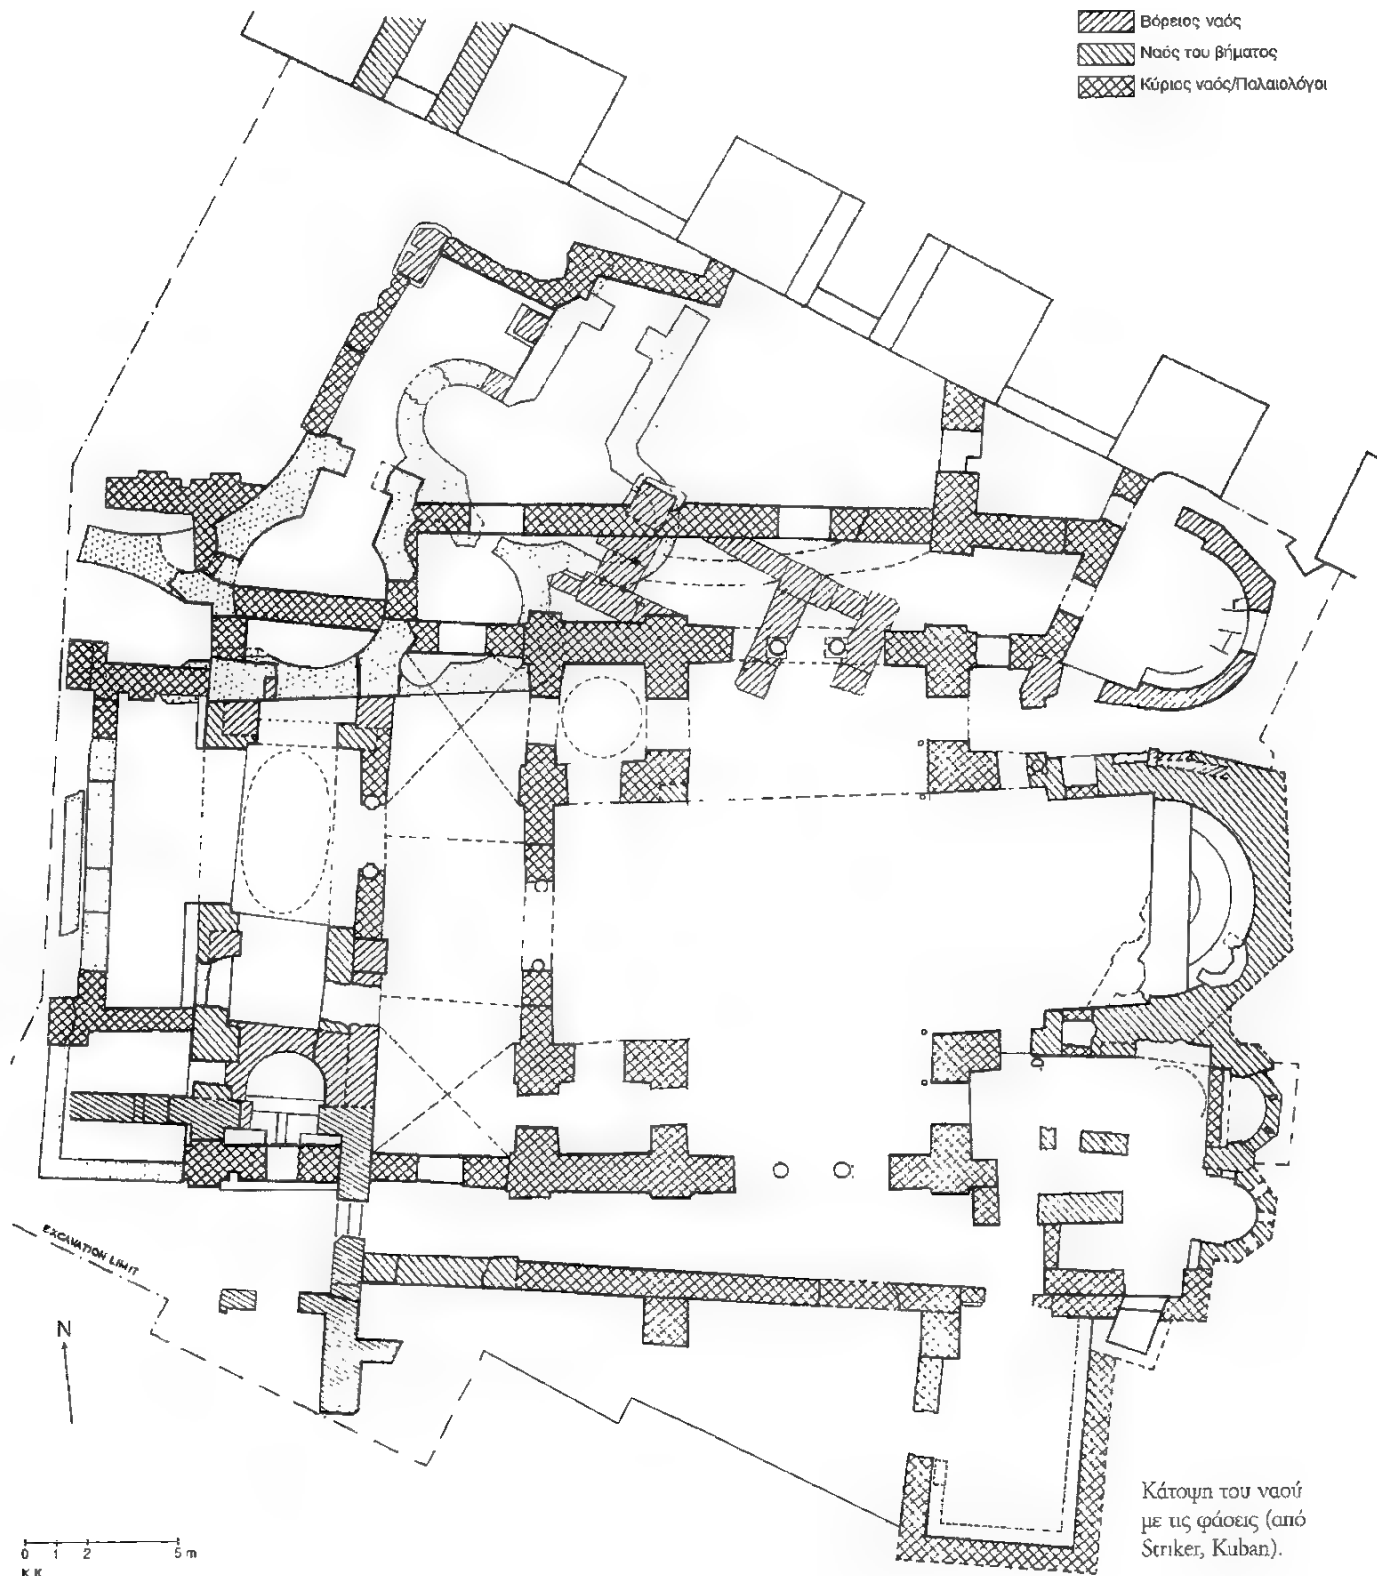 Βόρειος ναός
Ναός του βήματος
Κύριος ναός/Παλαιολόγοι
EXCAVATION LIMIT
N
0 1 2 5 m
K.K.
Κάτοψη του ναού
με τις φάσεις (από
Striker, Kuban).